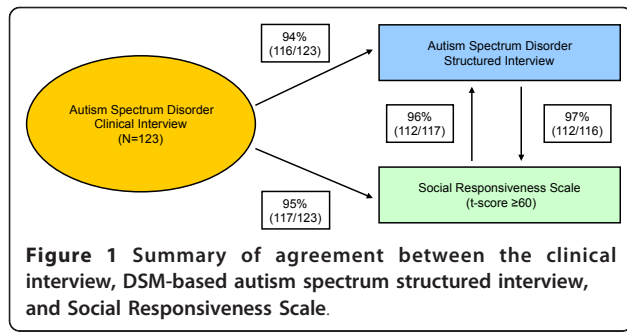 94%
(116/123)
Autism Spectrum Disorder
Structured Interview
Autism Spectrum Disorder
Clinical Interview
(N=123)
96%
(112/117)
97%
(112/116)
95%
(117/123)
Social Responsiveness Scale
(t-score ≥60)
Figure 1 Summary of agreement between the clinical
interview, DSM-based autism spectrum structured interview,
and Social Responsiveness Scale.